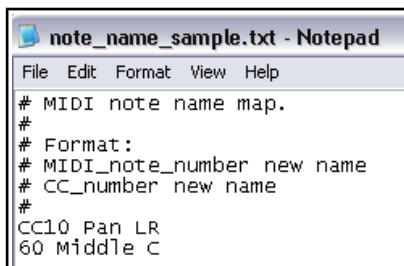 note_name_sample.txt - Notepad
File Edit Format View Help
# MIDI note name map.
#
# Format:
# MIDI_note_number new name
# CC_number new name
#
CC10 Pan LR
60 Middle C